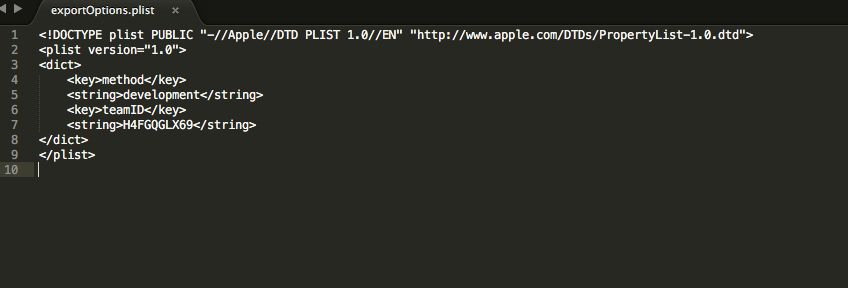 exportOptions.plist ×
1 <!DOCTYPE plist PUBLIC "-//Apple//DTD PLIST 1.0//EN" "http://www.apple.com/DTDs/PropertyList-1.0.dtd">
2 <plist version="1.0">
3 <dict>
4     <key>method</key>
5     <string>development</string>
6     <key>teamID</key>
7     <string>H4FGQGLX69</string>
8 </dict>
9 </plist>
10